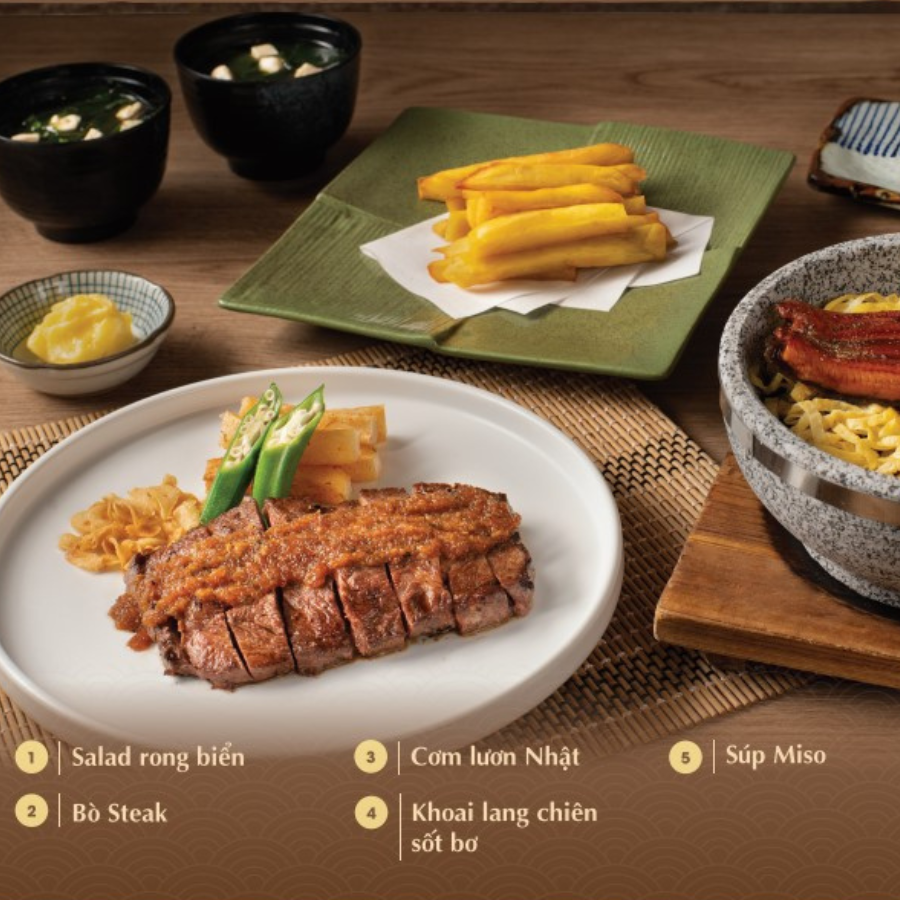 1 Salad rong biển
2 Bò Steak
3 Cơm lươn Nhật
4 Khoai lang chiên
sốt bơ
5 Súp Miso